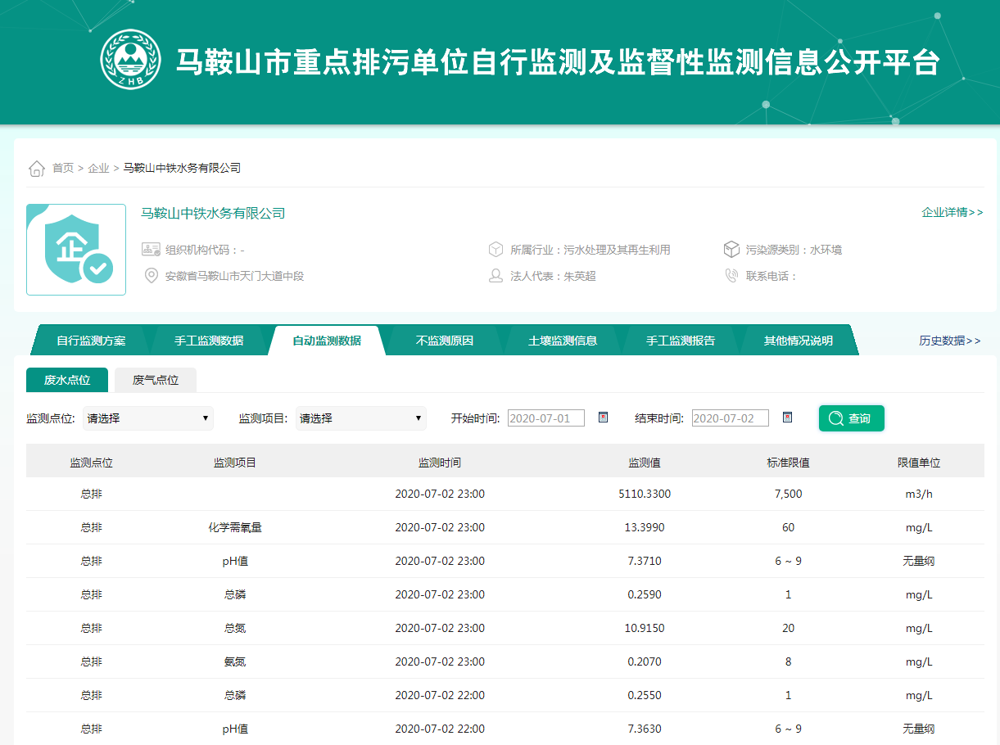 ZHB
马鞍山市重点排污单位自行监测及监督性监测信息公开平台
首页 > 企业 > 马鞍山中铁水务有限公司
企
马鞍山中铁水务有限公司 企业详情>>
组织机构代码：- 所属行业：污水处理及其再生利用 污染源类别：水环境
安徽省马鞍山市天门大道中段 法人代表：朱英超 联系电话：
自行监测方案 手工监测数据 自动监测数据 不监测原因 土壤监测信息 手工监测报告 其他情况说明 历史数据>>
废水点位 废气点位
监测点位: 请选择 监测项目: 请选择 开始时间: 2020-07-01 结束时间: 2020-07-02 查询
监测点位 监测项目 监测时间 监测值 标准限值 限值单位
总排 2020-07-02 23:00 5110.3300 7,500 m3/h
总排 化学需氧量 2020-07-02 23:00 13.3990 60 mg/L
总排 pH值 2020-07-02 23:00 7.3710 6 ~ 9 无量纲
总排 总磷 2020-07-02 23:00 0.2590 1 mg/L
总排 总氮 2020-07-02 23:00 10.9150 20 mg/L
总排 氨氮 2020-07-02 23:00 0.2070 8 mg/L
总排 总磷 2020-07-02 22:00 0.2550 1 mg/L
总排 pH值 2020-07-02 22:00 7.3630 6 ~ 9 无量纲